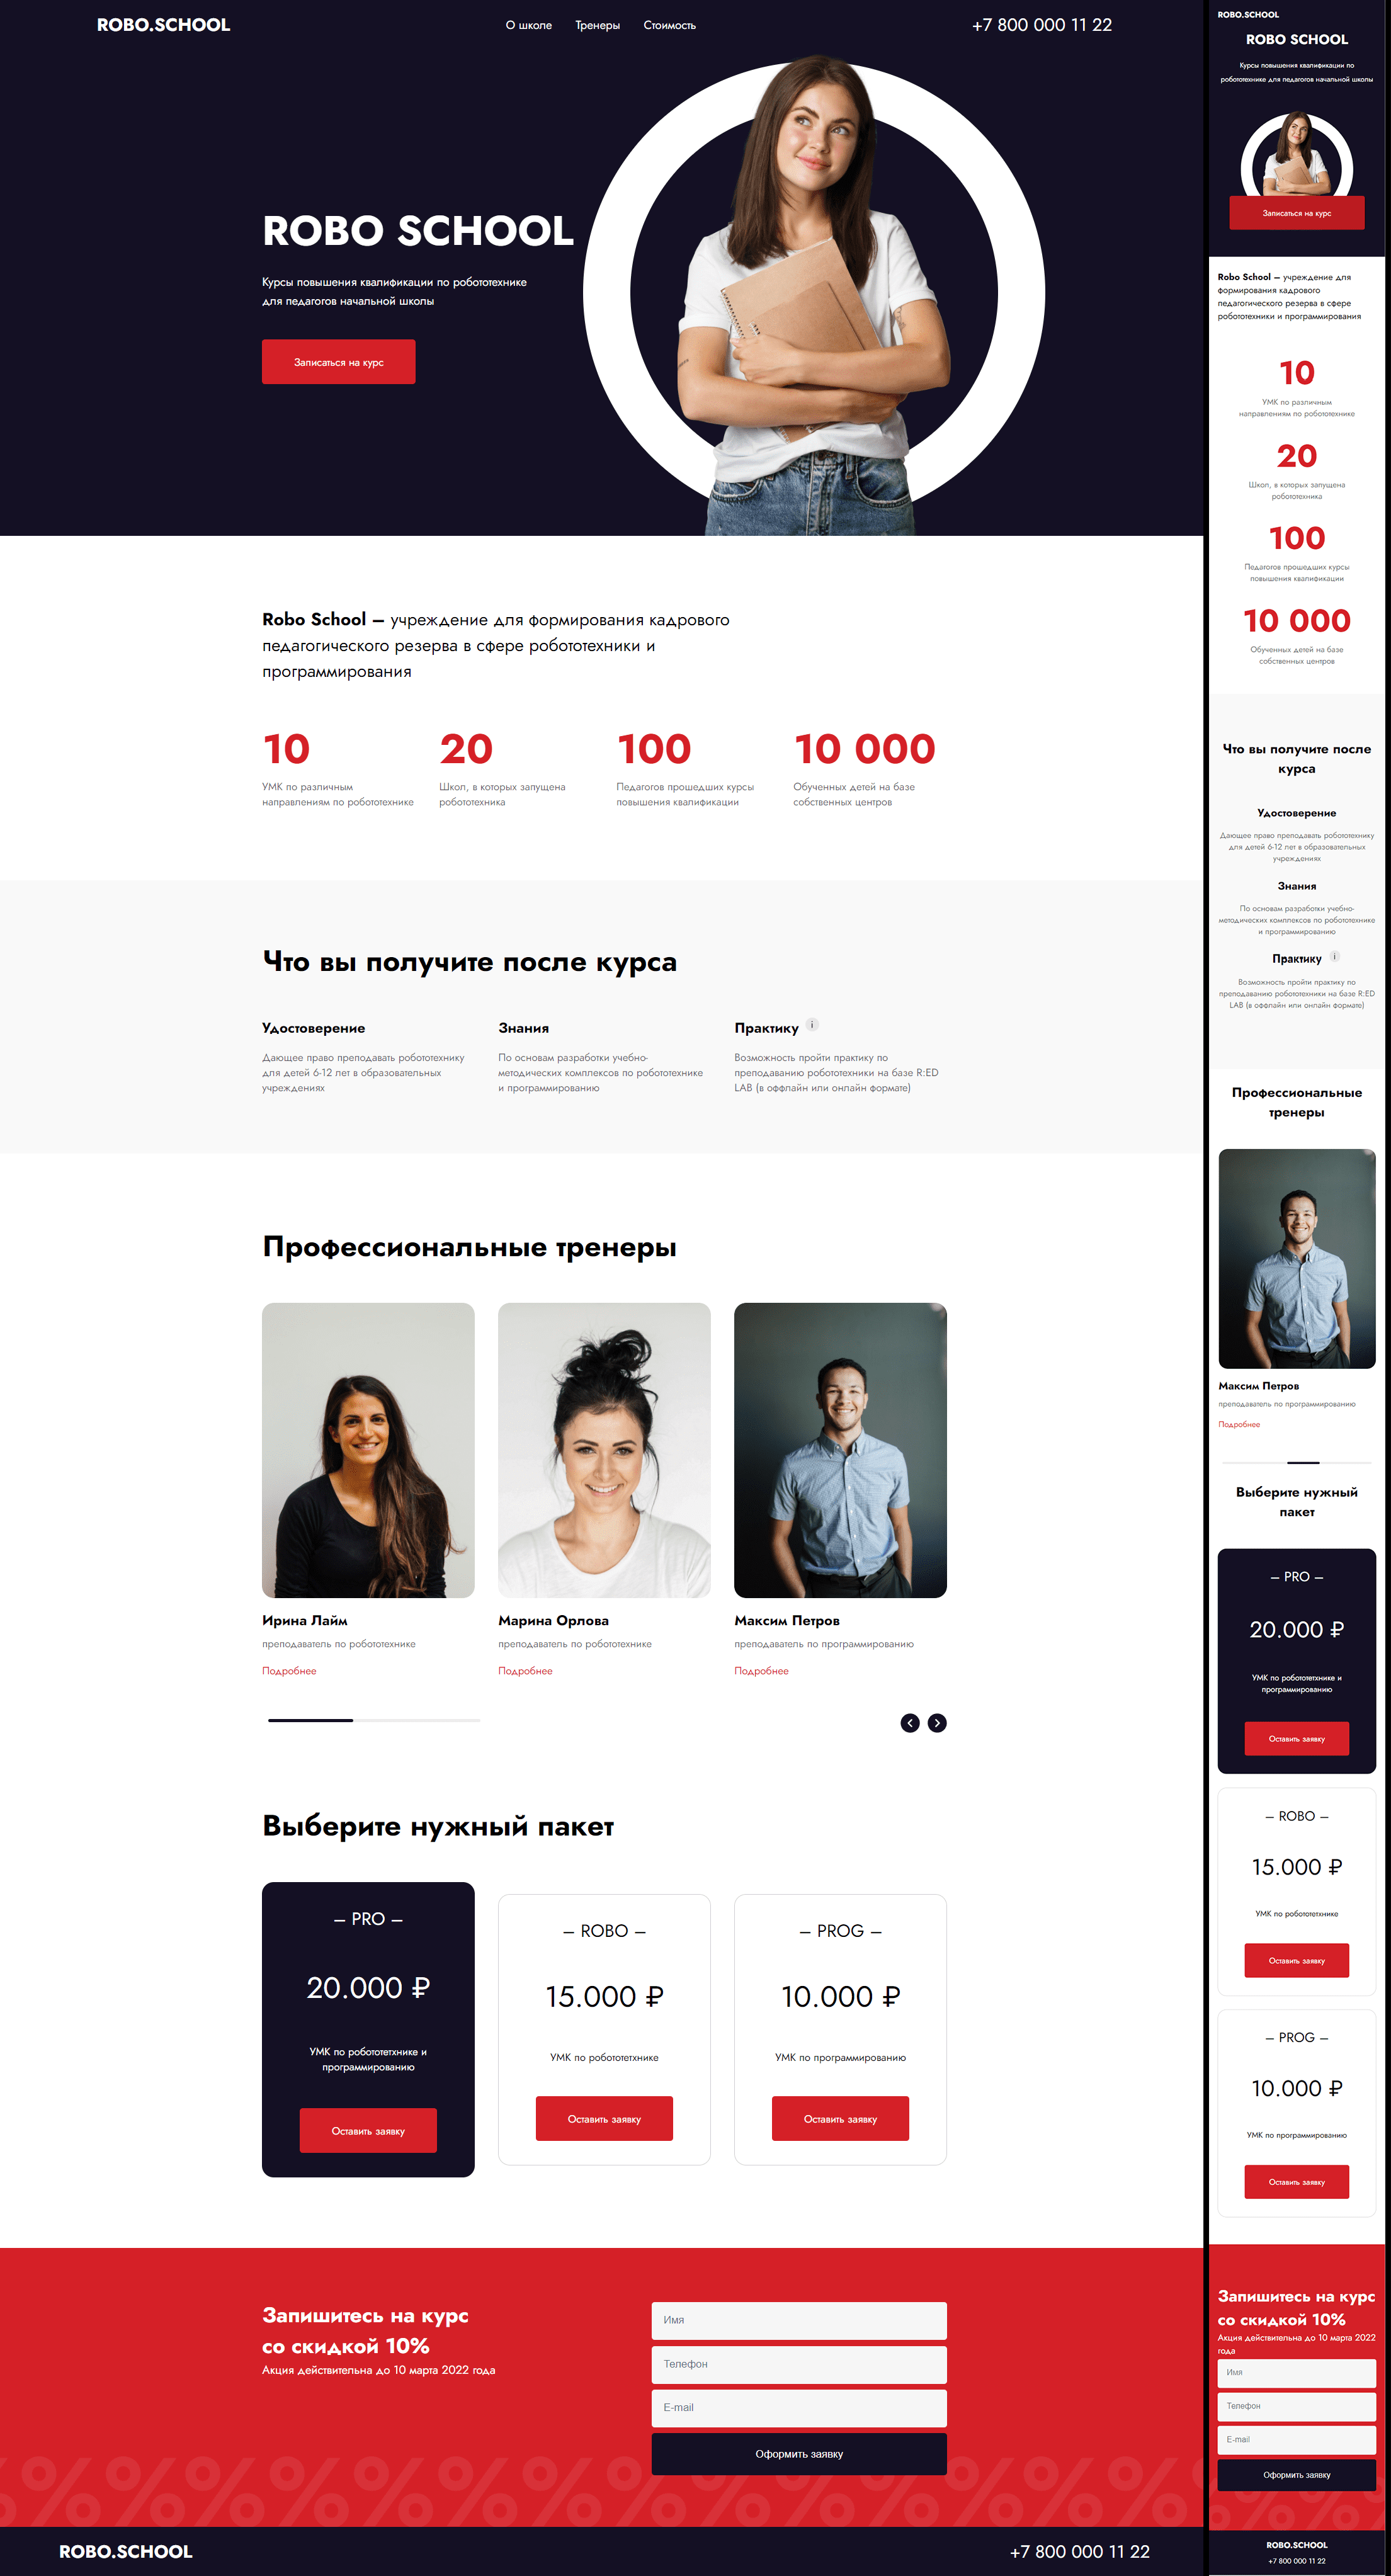 ROBO.SCHOOL
О школе
Тренеры
Стоимость
+7 800 000 11 22
ROBO SCHOOL
Курсы повышения квалификации по робототехнике
для педагогов начальной школы
Записаться на курс
Robo School – учреждение для формирования кадрового
педагогического резерва в сфере робототехники и
программирования
10
УМК по различным
направлениям по робототехнике
20
Школ, в которых запущена
робототехника
100
Педагогов прошедших курсы
повышения квалификации
10 000
Обученных детей на базе
собственных центров
Что вы получите после курса
Удостоверение
Дающее право преподавать робототехнику
для детей 6-12 лет в образовательных
учреждениях
Знания
По основам разработки учебно-
методических комплексов по робототехнике
и программированию
Практику i
Возможность пройти практику по
преподаванию робототехники на базе R:ED
LAB (в оффлайн или онлайн формате)
Профессиональные тренеры
Ирина Лайм
преподаватель по робототехнике
Подробнее
Марина Орлова
преподаватель по робототехнике
Подробнее
Максим Петров
преподаватель по программированию
Подробнее
Выберите нужный пакет
– PRO –
20.000 ₽
УМК по робототетхнике и
программированию
Оставить заявку
– ROBO –
15.000 ₽
УМК по робототетхнике
Оставить заявку
– PROG –
10.000 ₽
УМК по программированию
Оставить заявку
Запишитесь на курс
со скидкой 10%
Акция действительна до 10 марта 2022 года
Имя
Телефон
E-mail
Оформить заявку
ROBO.SCHOOL
+7 800 000 11 22
ROBO.SCHOOL
ROBO SCHOOL
Курсы повышения квалификации по
робототехнике для педагогов начальной школы
Записаться на курс
Robo School – учреждение для
формирования кадрового
педагогического резерва в сфере
робототехники и программирования
10
УМК по различным
направлениям по робототехнике
20
Школ, в которых запущена
робототехника
100
Педагогов прошедших курсы
повышения квалификации
10 000
Обученных детей на базе
собственных центров
Что вы получите после
курса
Удостоверение
Дающее право преподавать робототехнику
для детей 6-12 лет в образовательных
учреждениях
Знания
По основам разработки учебно-
методических комплексов по робототехнике
и программированию
Практику i
Возможность пройти практику по
преподаванию робототехники на базе R:ED
LAB (в оффлайн или онлайн формате)
Профессиональные
тренеры
Максим Петров
преподаватель по программированию
Подробнее
Выберите нужный
пакет
– PRO –
20.000 ₽
УМК по робототетхнике и
программированию
Оставить заявку
– ROBO –
15.000 ₽
УМК по робототетхнике
Оставить заявку
– PROG –
10.000 ₽
УМК по программированию
Оставить заявку
Запишитесь на курс
со скидкой 10%
Акция действительна до 10 марта 2022
года
Имя
Телефон
E-mail
Оформить заявку
ROBO.SCHOOL
+7 800 000 11 22